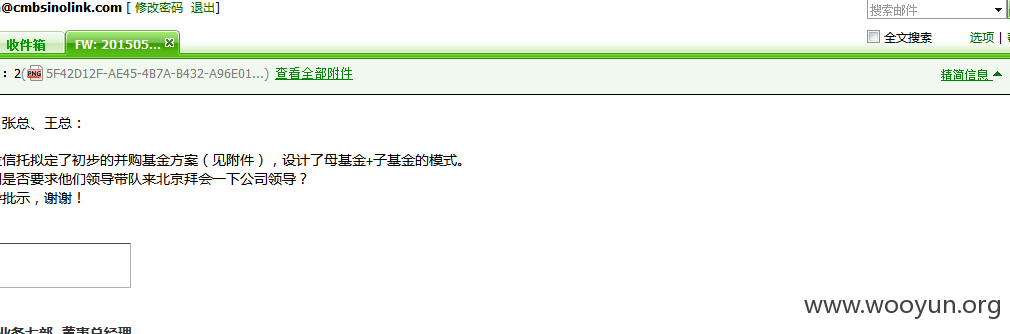 @cmbsinolink.com [ 修改密码 退出]
搜索邮件
收件箱
FW: 201505...
全文搜索
选项 |
：2( 5F42D12F-AE45-4B7A-B432-A96E01...) 查看全部附件
精简信息
张总、王总：
信托拟定了初步的并购基金方案（见附件），设计了母基金+子基金的模式。
是否要求他们领导带队来北京拜会一下公司领导？
批示，谢谢！
www.wooyun.org
董事总经理